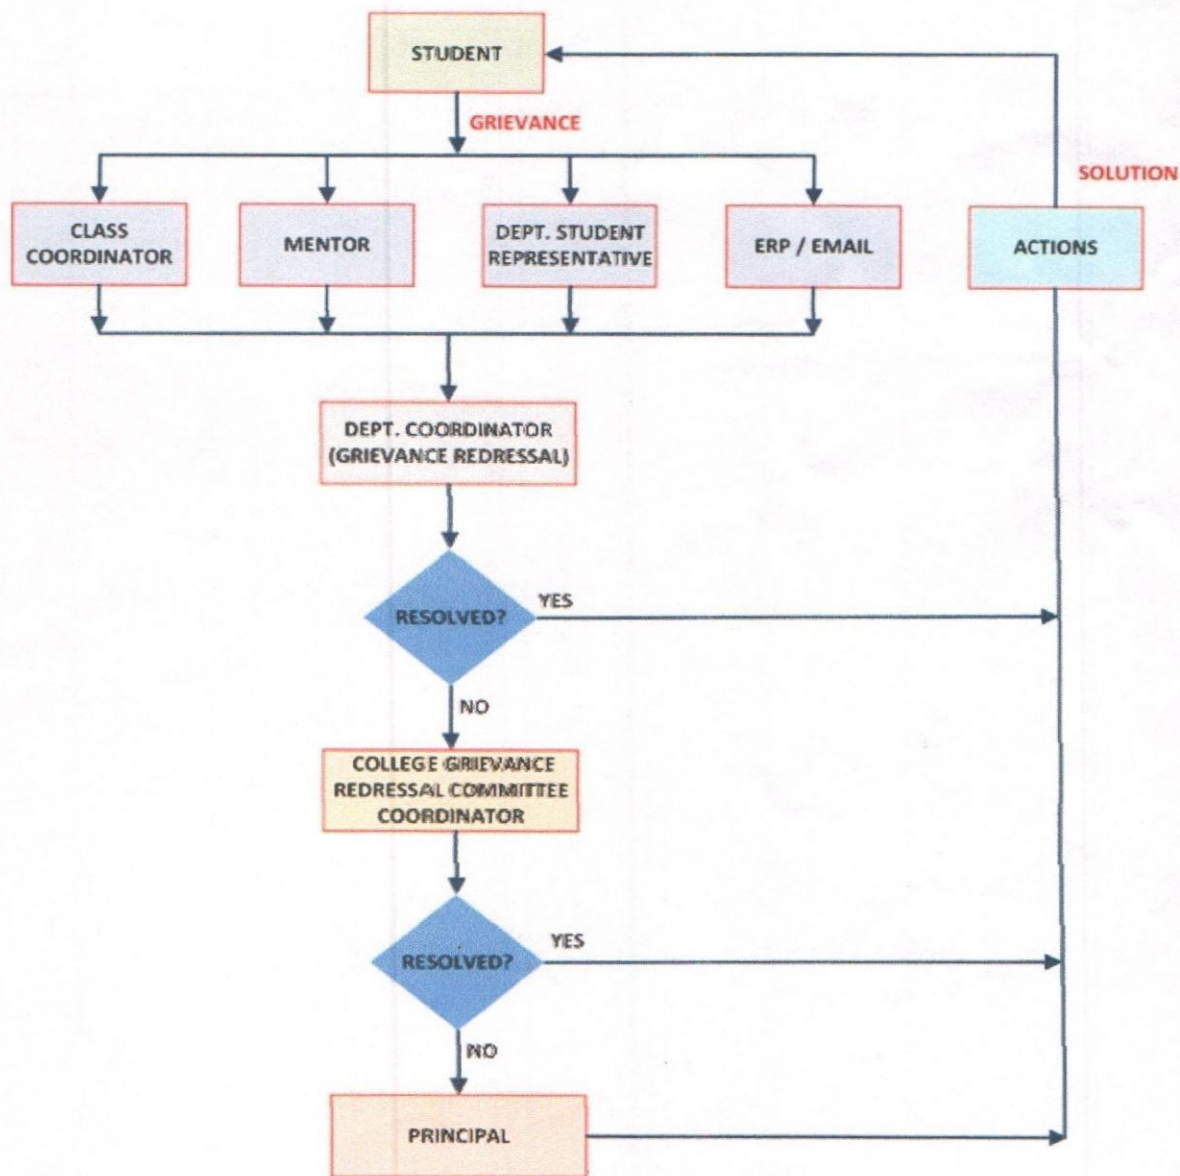 STUDENT
GRIEVANCE
SOLUTION
CLASS
COORDINATOR
MENTOR
DEPT. STUDENT
REPRESENTATIVE
ERP / EMAIL
ACTIONS
DEPT. COORDINATOR
(GRIEVANCE REDRESSAL)
RESOLVED?
YES
NO
COLLEGE GRIEVANCE
REDRESSAL COMMITTEE
COORDINATOR
RESOLVED?
YES
NO
PRINCIPAL